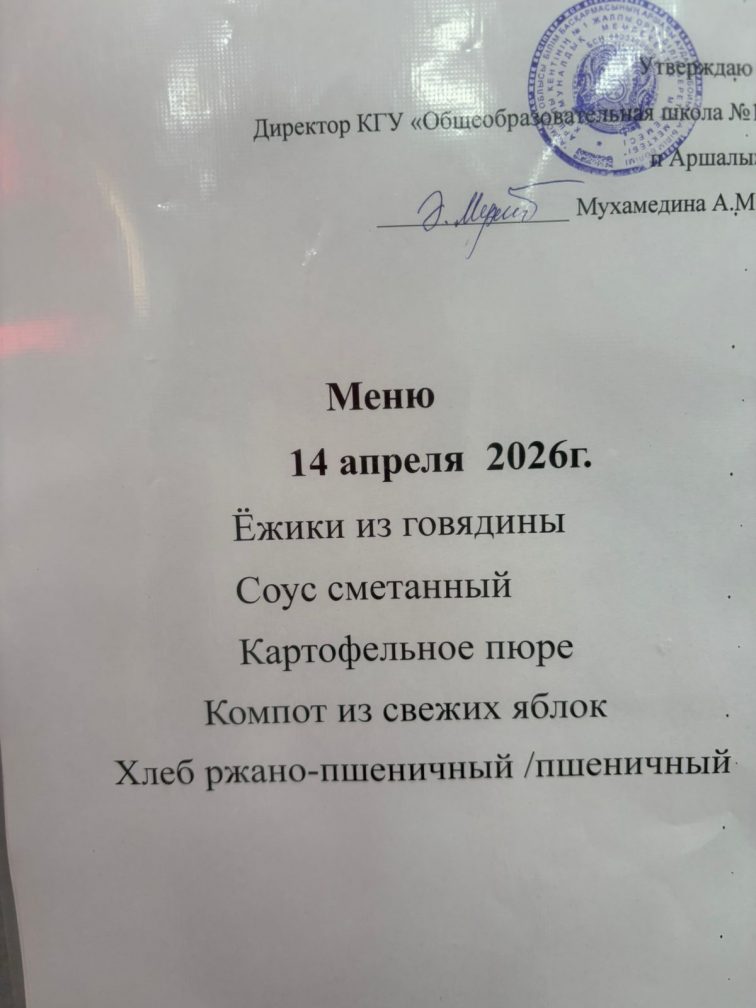 Утверждаю
Директор КГУ «Общеобразовательная школа №1
п Аршалы
Мухамедина А.М
Меню
14 апреля 2026г.
Ёжики из говядины
Соус сметанный
Картофельное пюре
Компот из свежих яблок
Хлеб ржано-пшеничный /пшеничный